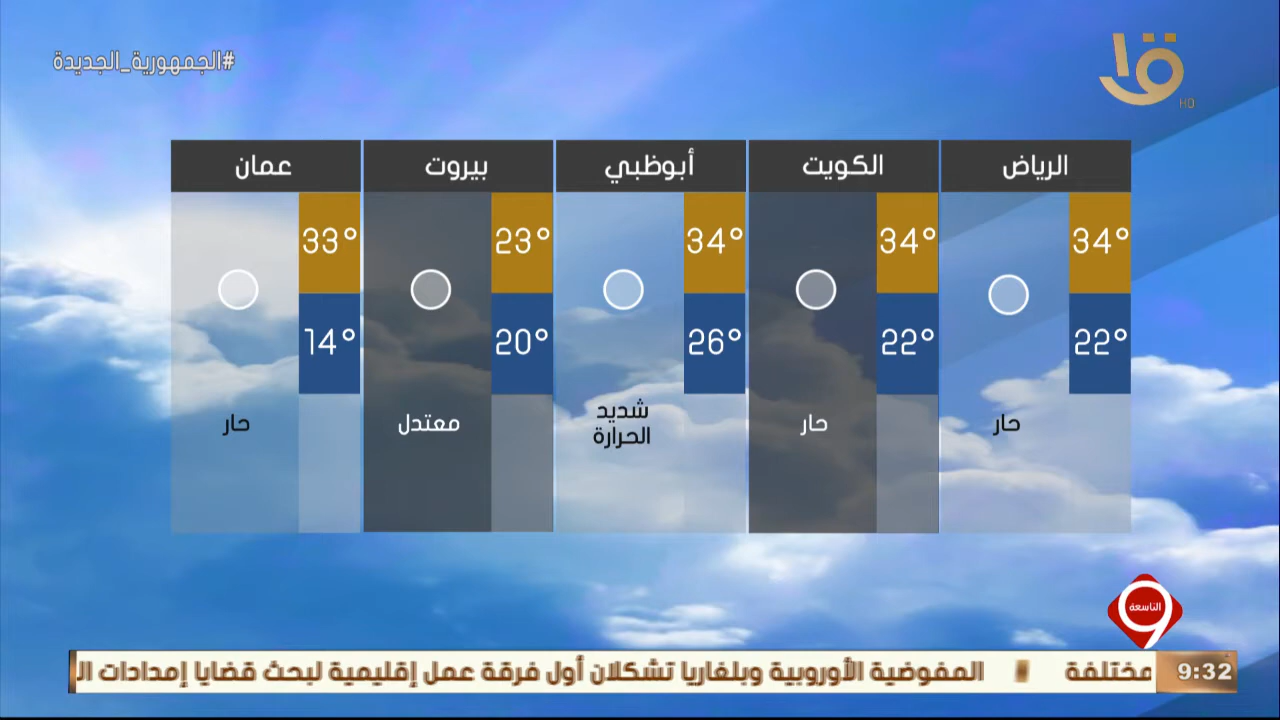 #الجمهورية_الجديدة
HD
الرياض
34°
22°
حار
الكويت
34°
22°
حار
أبوظبي
34°
26°
شديد
الحرارة
بيروت
23°
20°
معتدل
عمان
33°
14°
حار
التاسعة
9
9:32
مختلفة
المفوضية الأوروبية وبلغاريا تشكلان أول فرقة عمل إقليمية لبحث قضايا إمدادات ال